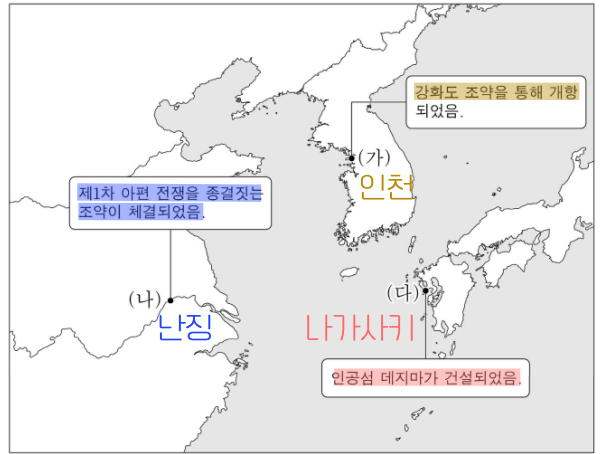 강화도 조약을 통해 개항
되었음.
(가)
인천
제1차 아편 전쟁을 종결짓는
조약이 체결되었음.
(나)
난징
(다)
나가사키
인공섬 데지마가 건설되었음.